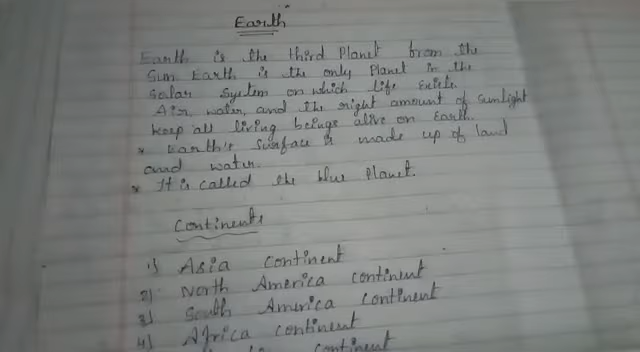 Earth
Earth is the third Planet from the
Sun Earth is the only Planet in the
Solar System on which life Exists.
Air, water, and the right amount of Sunlight
keep all living beings alive on Earth.
* Earth's Surface is made up of land
and water.
* It is called the blue Planet.
Continents
1) Asia continent
2) North America continent
3) South America continent
4) Africa continent
continent